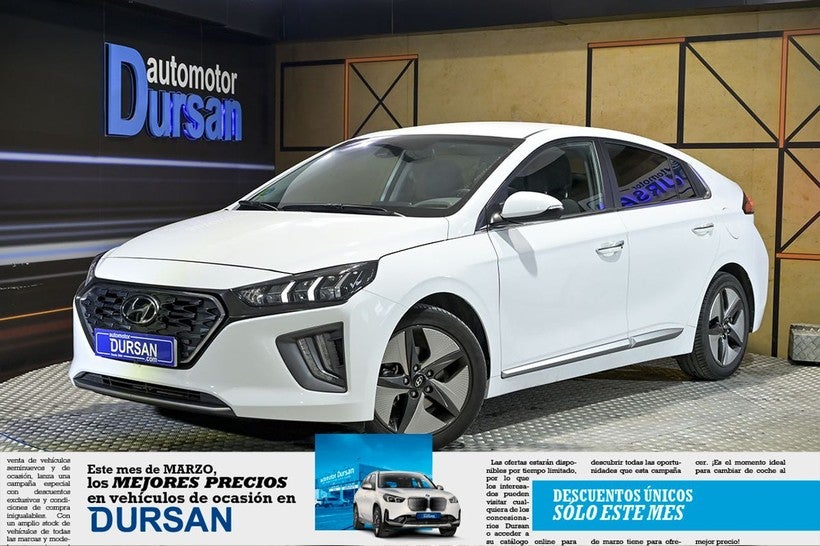 automotor
Dursan
automotor
DURSAN
.com
venta de vehículos
seminuevos y de
ocasión, lanza una
campaña especial
con descuentos
exclusivos y condi-
ciones de compra
inigualables. Con
un amplio stock de
vehículos de todas
las marcas y mode-
Este mes de MARZO,
los MEJORES PRECIOS
en vehículos de ocasión en
DURSAN
automotor Dursan
Las ofertas estarán dispo-
nibles por tiempo limitado,
por lo que
los interesa-
dos pueden
visitar cual-
quiera de los
concesiona-
rios Dursan
o acceder a
su catálogo
online para
descubrir todas las oportu-
nidades que esta campaña
de marzo tiene para ofre-
cer. ¡Es el momento ideal
para cambiar de coche al
mejor precio!
DESCUENTOS ÚNICOS
SÓLO ESTE MES